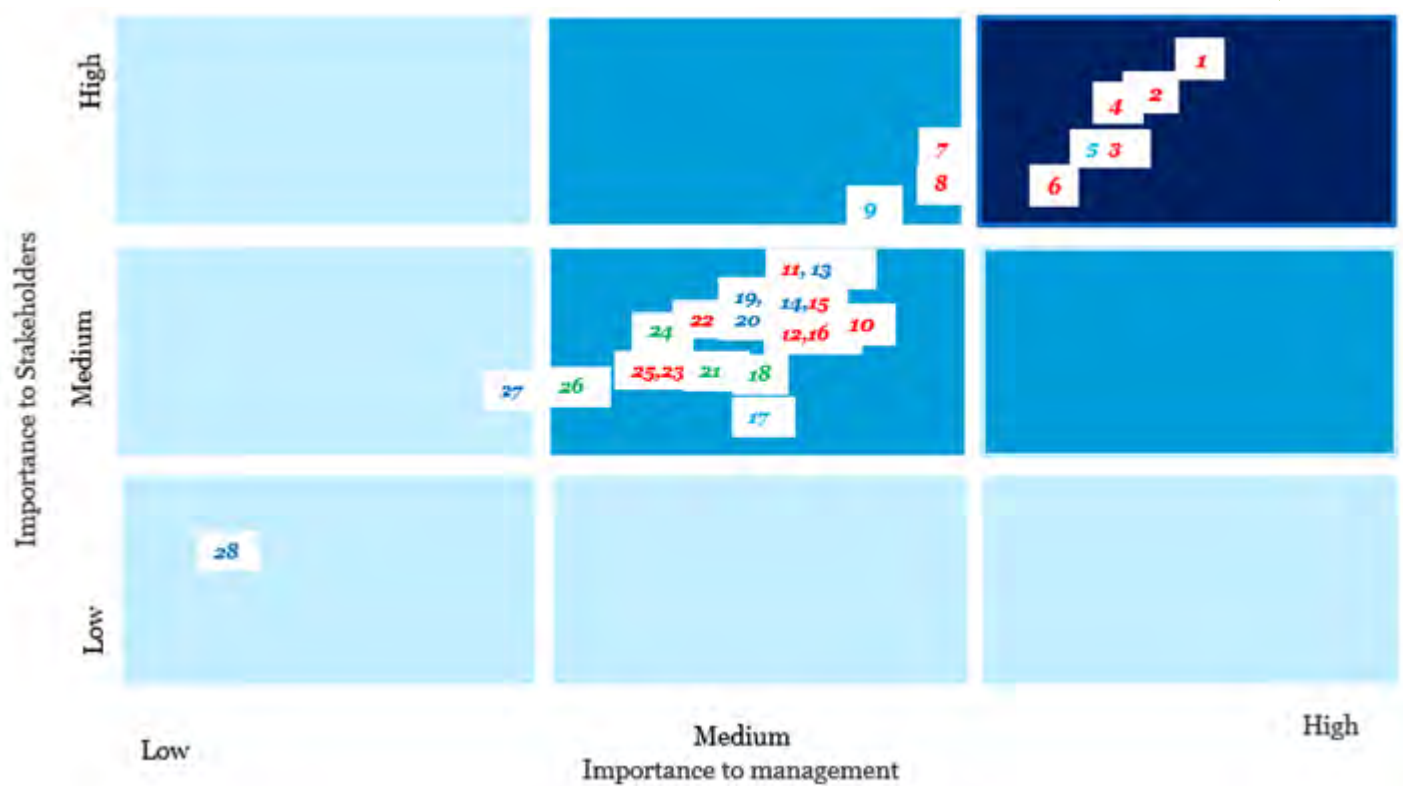 High
1
4 2
7
5 3
8
6
9
Importance to Stakeholders
Medium
11, 13
19,
14,15
24
22
20
12,16
10
25,23
21
18
27
26
17
Low
28
Low
Medium
High
Importance to management